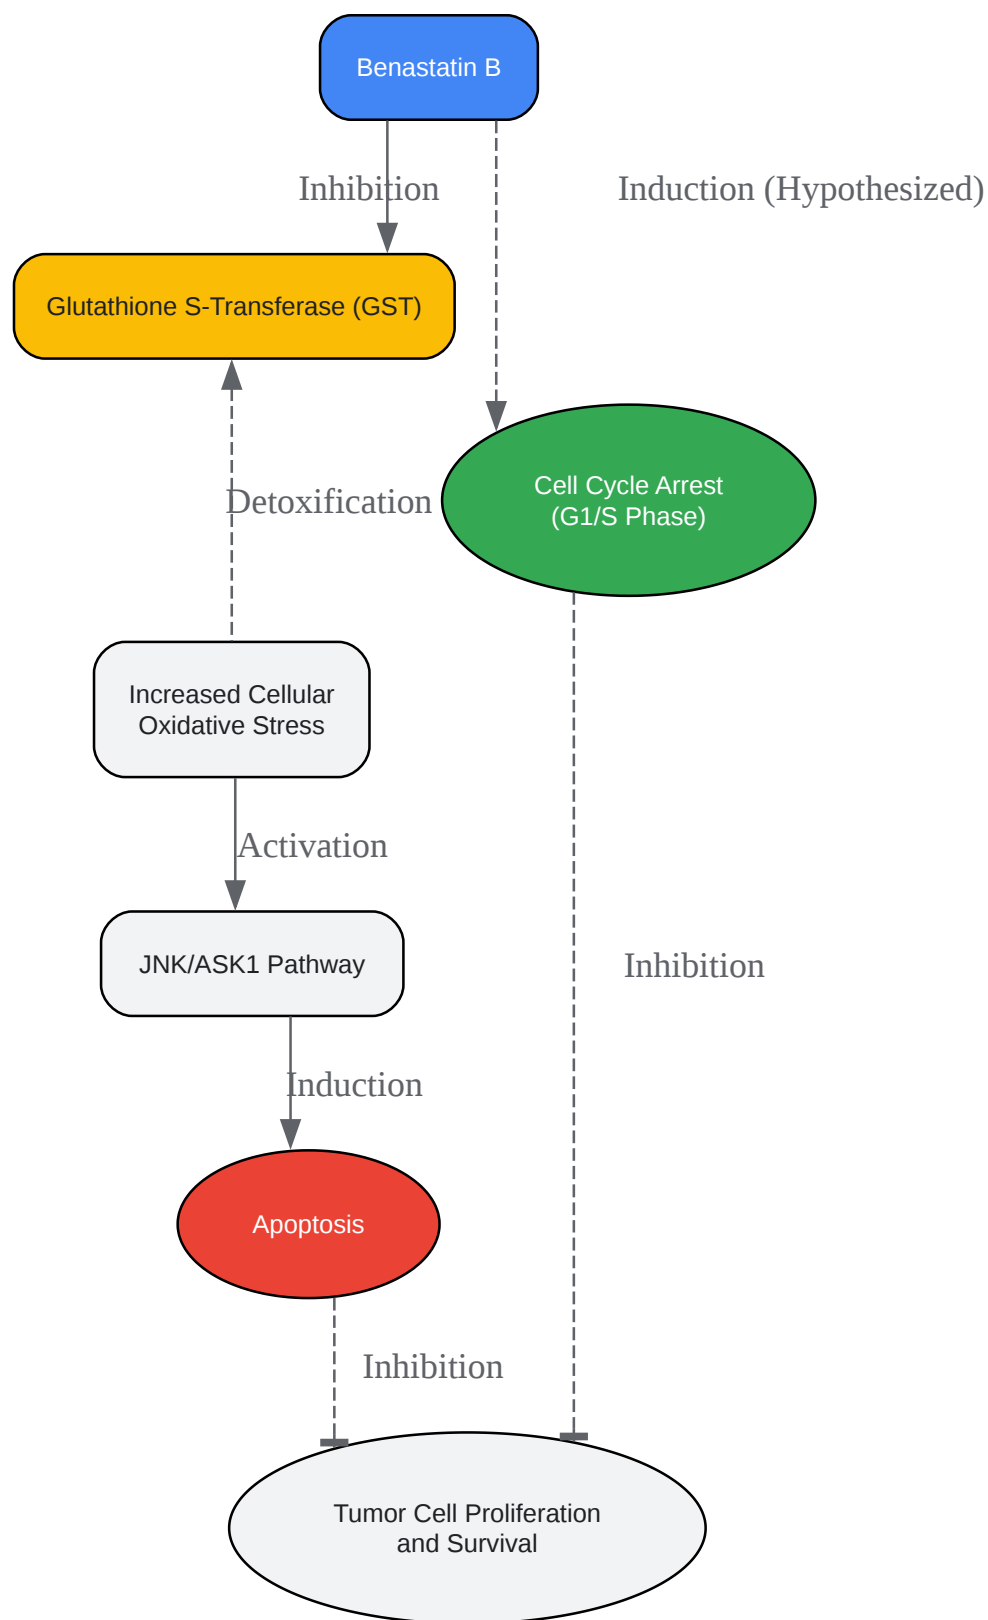 Benastatin B
Inhibition
Induction (Hypothesized)
Glutathione S-Transferase (GST)
Detoxification
Cell Cycle Arrest
(G1/S Phase)
Increased Cellular
Oxidative Stress
Activation
JNK/ASK1 Pathway
Inhibition
Induction
Apoptosis
Inhibition
Tumor Cell Proliferation
and Survival